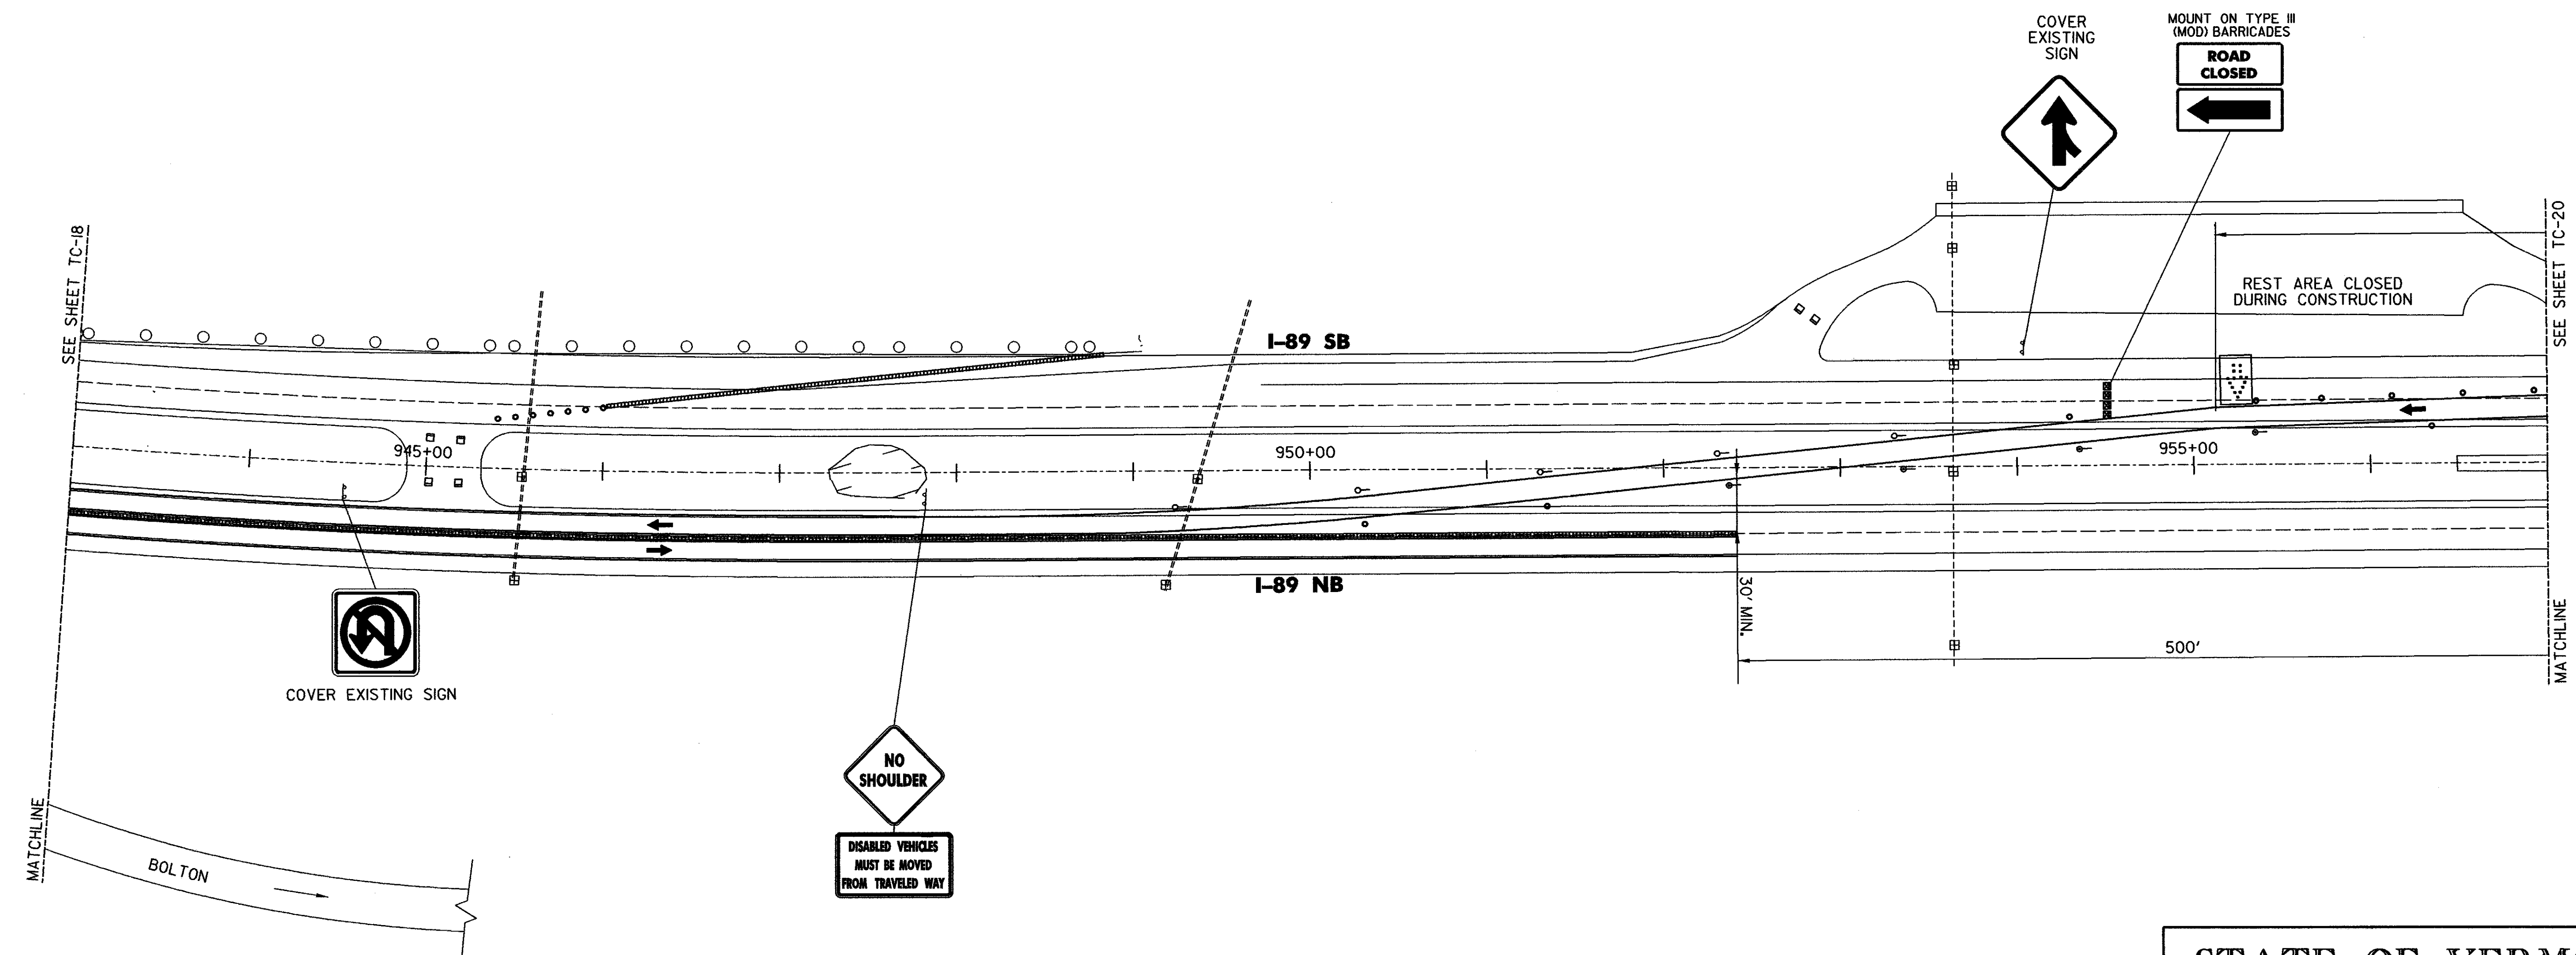 COVER
EXISTING
SIGN
MOUNT ON TYPE III
(MOD) BARRICADES
ROAD
CLOSED
SEE SHEET TC-18
SEE SHEET TC-20
REST AREA CLOSED
DURING CONSTRUCTION
I-89 SB
945+00
950+00
955+00
I-89 NB
30' MIN.
500'
MATCHLINE
COVER EXISTING SIGN
NO
SHOULDER
DISABLED VEHICLES
MUST BE MOVED
FROM TRAVELED WAY
MATCHLINE
BOLTON
STATE OF